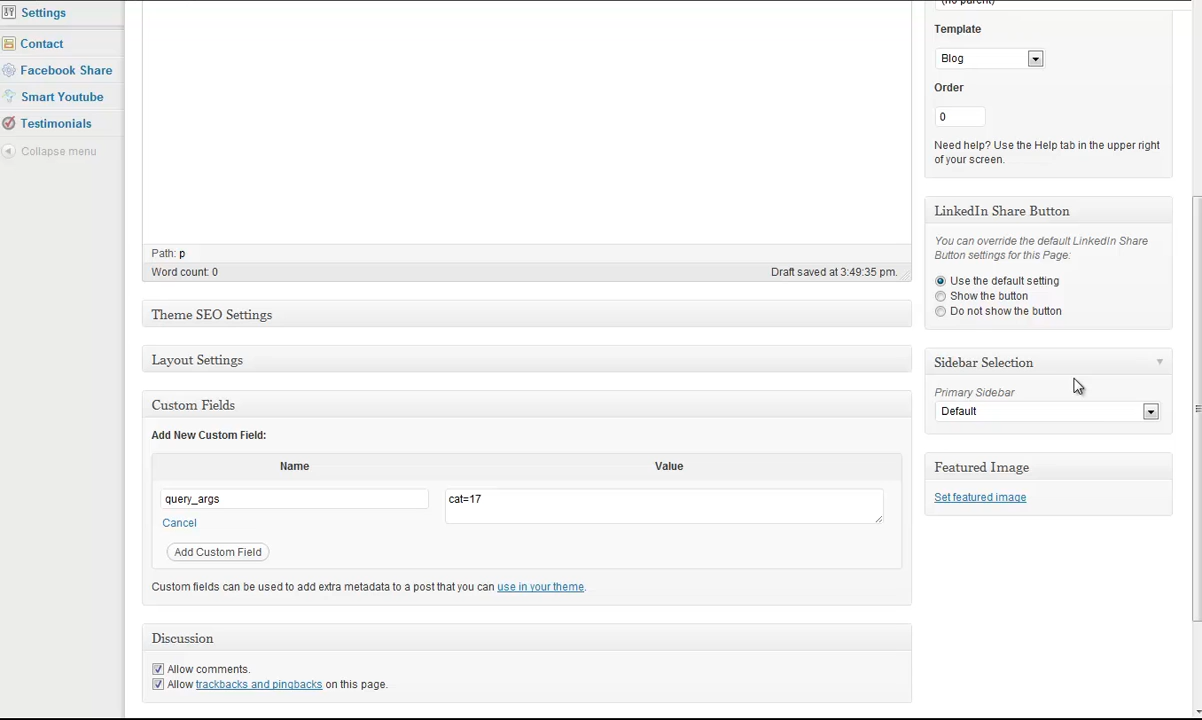 Settings
Contact
Facebook Share
Smart Youtube
Testimonials
Collapse menu
Path: p
Word count: 0
Draft saved at 3:49:35 pm.
Theme SEO Settings
Layout Settings
Custom Fields
Add New Custom Field:
Name
Value
query_args
cat=17
Cancel
Add Custom Field
Custom fields can be used to add extra metadata to a post that you can use in your theme.
Discussion
Allow comments.
Allow trackbacks and pingbacks on this page.
(no parent)
Template
Blog
Order
0
Need help? Use the Help tab in the upper right
of your screen.
LinkedIn Share Button
You can override the default LinkedIn Share
Button settings for this Page:
Use the default setting
Show the button
Do not show the button
Sidebar Selection
Primary Sidebar
Default
Featured Image
Set featured image